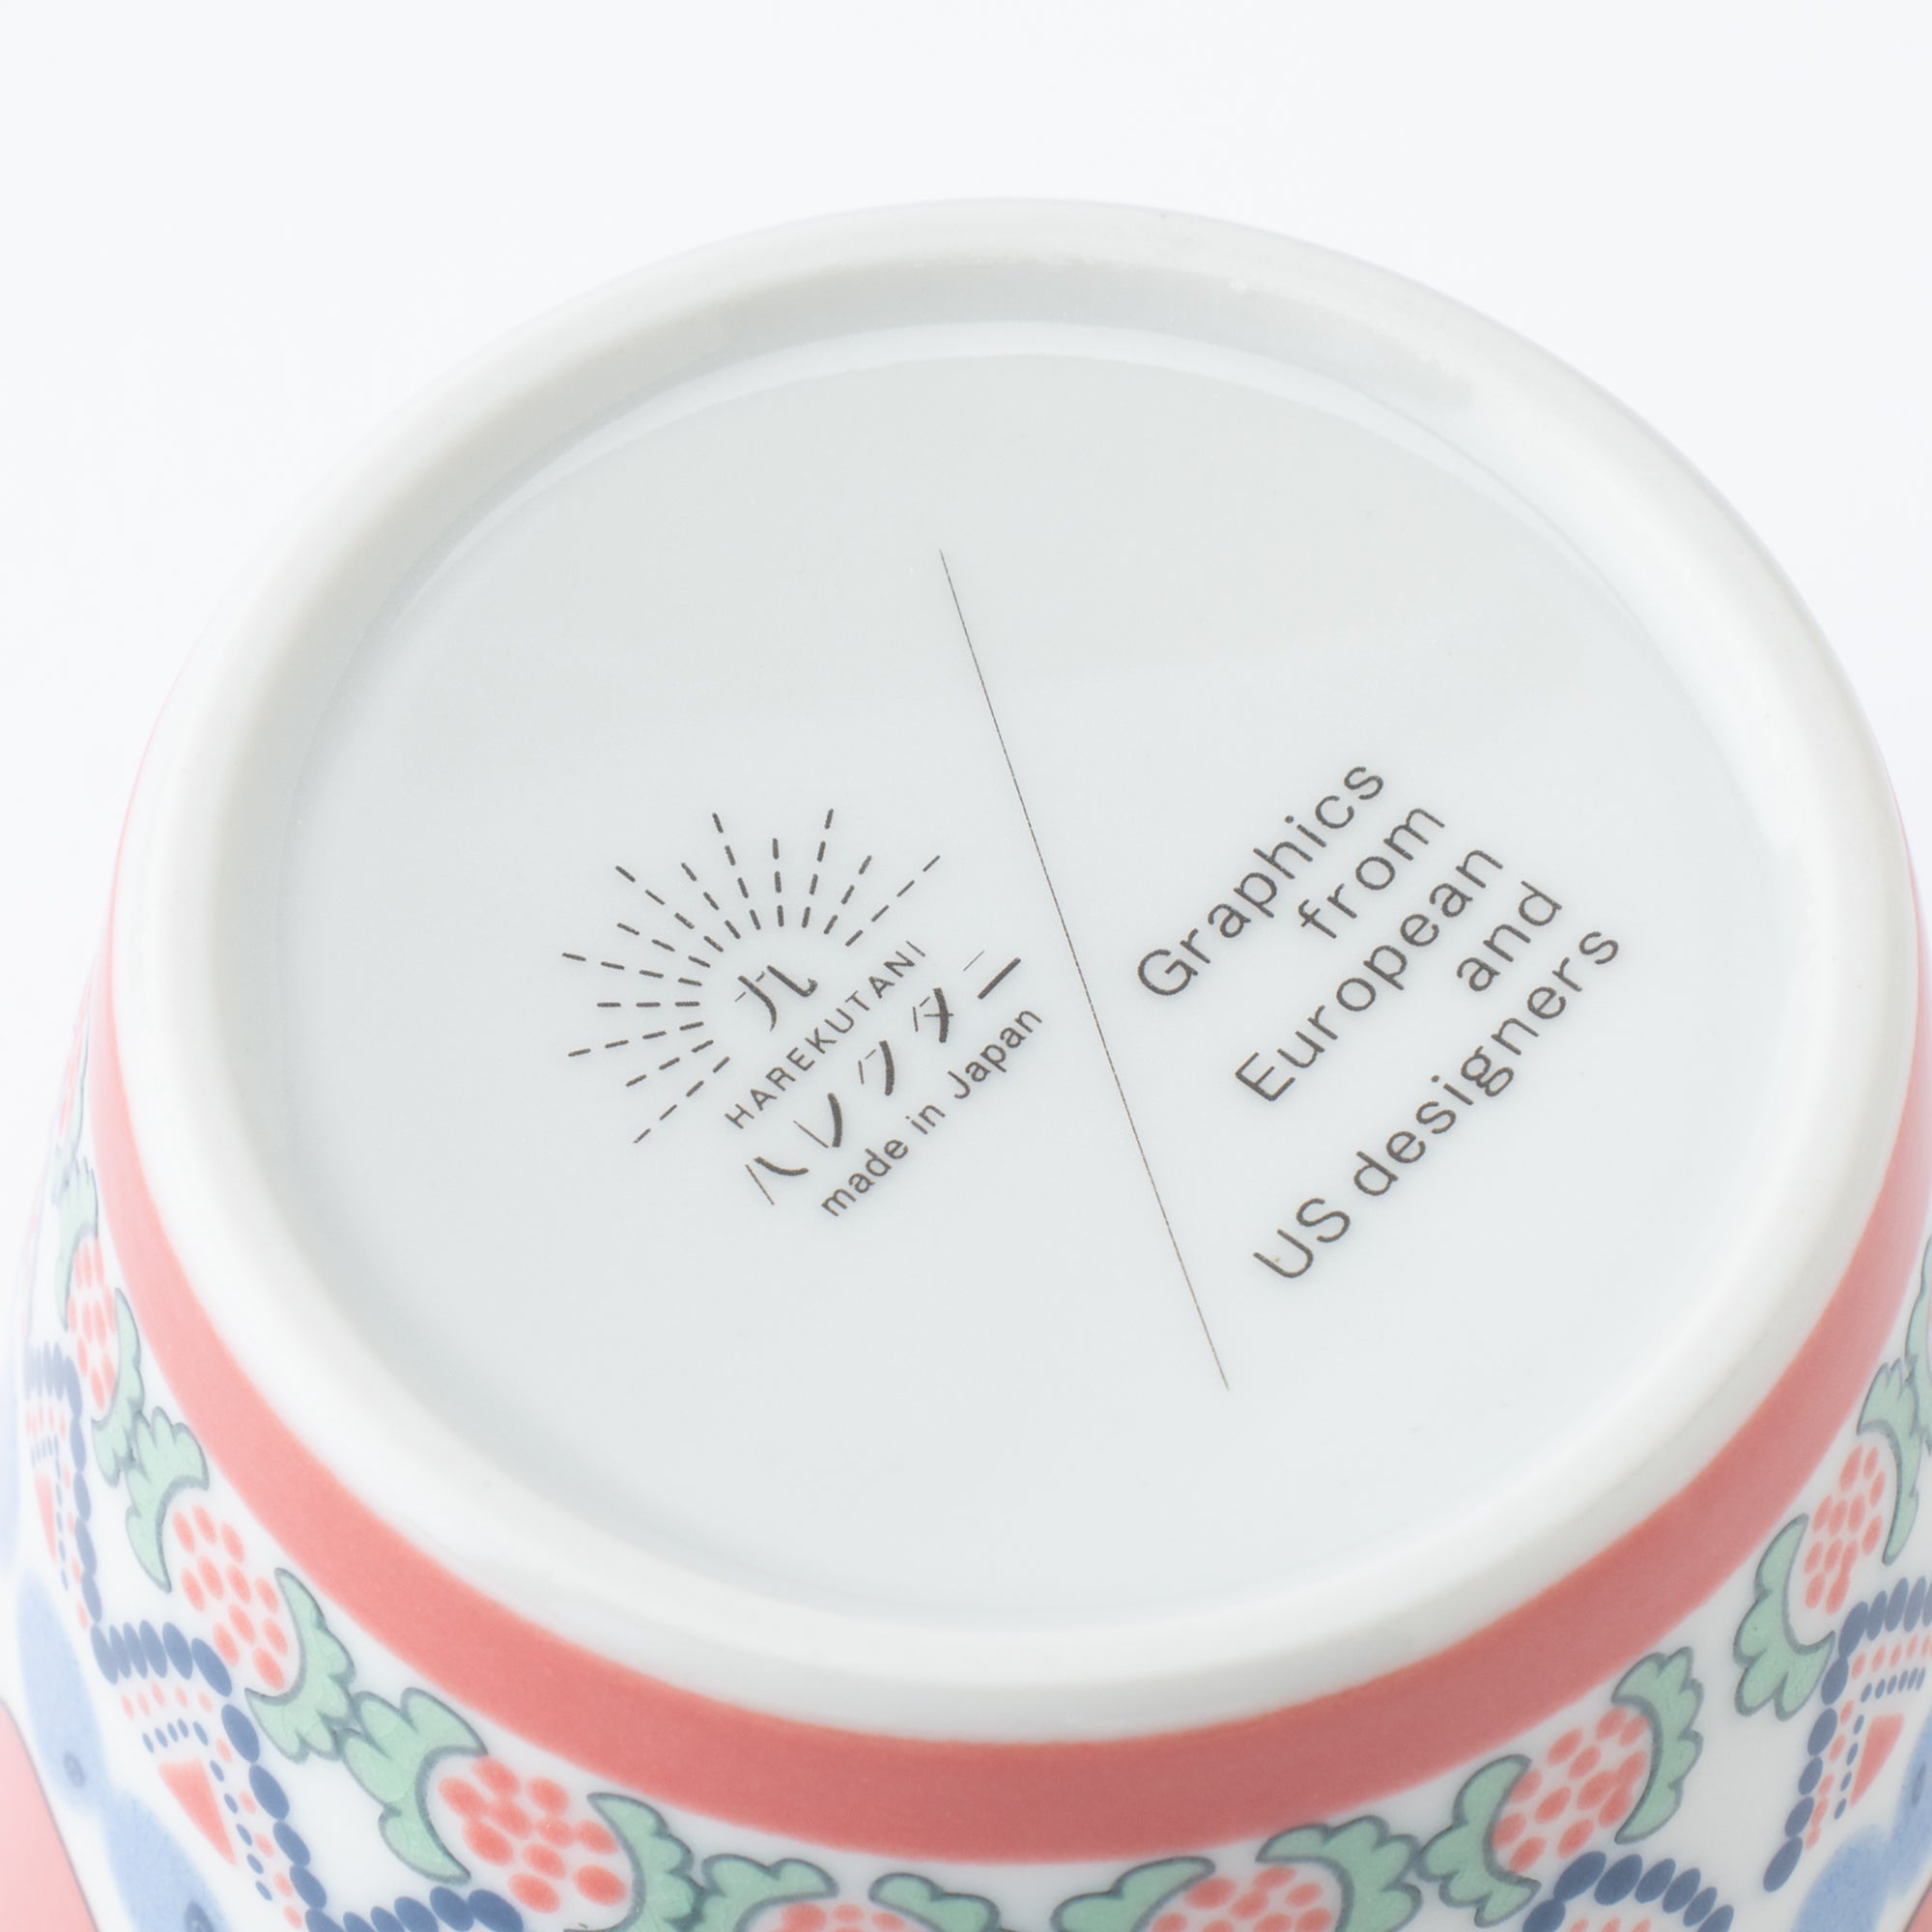 九
HAREKUTANI
ハレクタニ
made in Japan
Graphics
from
European
and
US designers